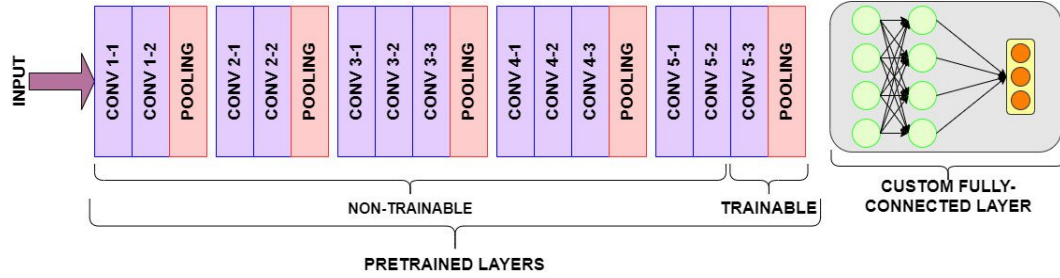 INPUT
CONV 1-1
CONV 1-2
POOLING
CONV 2-1
CONV 2-2
POOLING
CONV 3-1
CONV 3-2
CONV 3-3
POOLING
CONV 4-1
CONV 4-2
CONV 4-3
POOLING
CONV 5-1
CONV 5-2
CONV 5-3
POOLING
NON-TRAINABLE
TRAINABLE
CUSTOM FULLY-
CONNECTED LAYER
PRETRAINED LAYERS